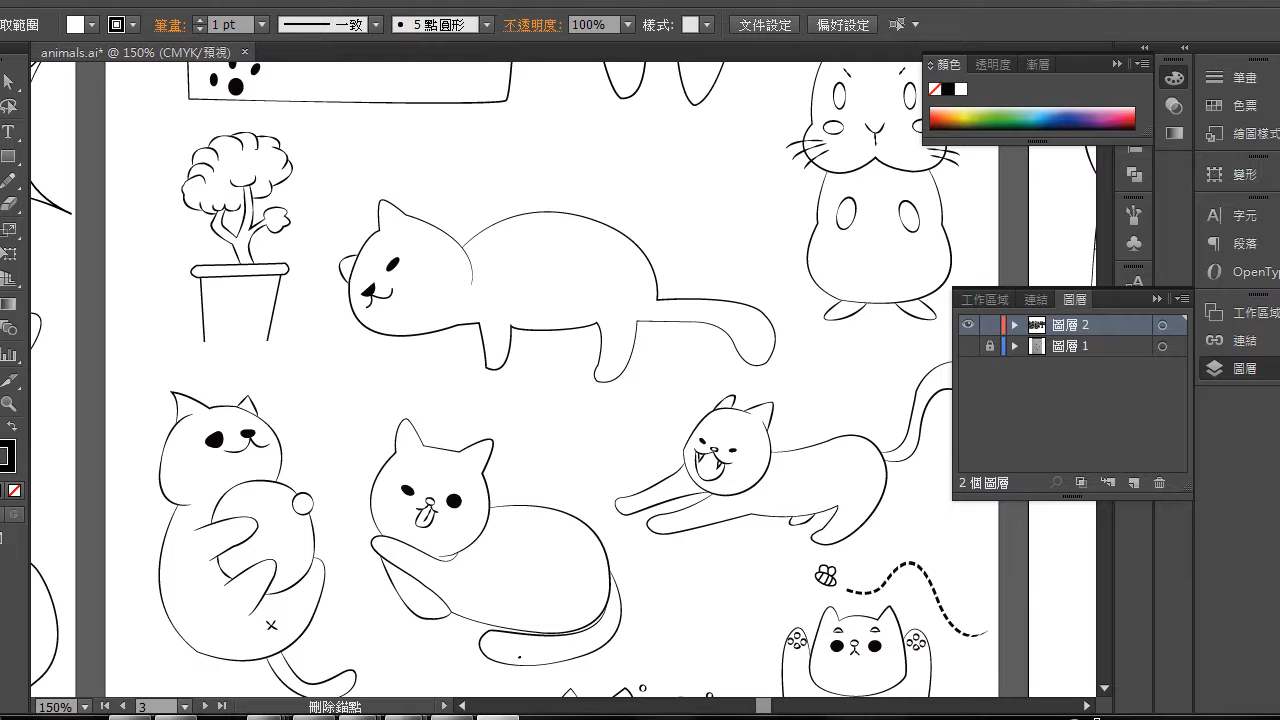 取範圍 筆畫: 1 pt 一致 5 點圓形 不透明度: 100% 樣式: 文件設定 偏好設定
animals.ai* @ 150% (CMYK/預視) ×
顏色 透明度 漸層
筆畫
色票
繪圖樣式
變形
字元
段落
OpenType
工作區域 連結 圖層
圖層 2
圖層 1
2 個圖層
工作區域
連結
圖層
150% 3 刪除錨點